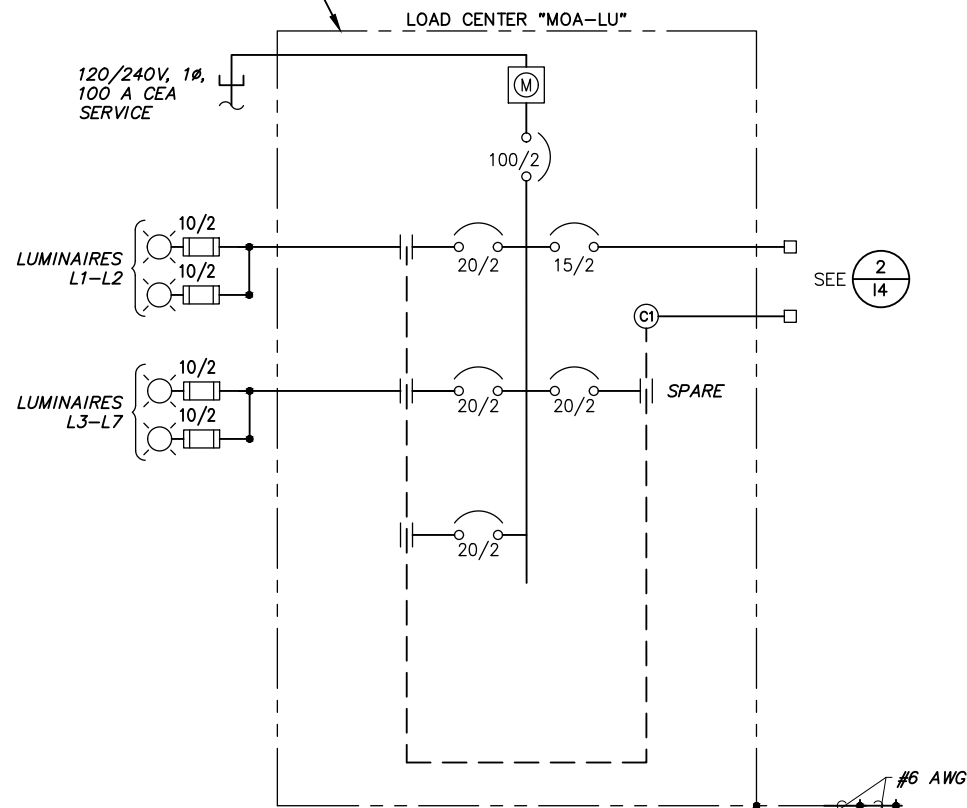 LOAD CENTER "MOA-LU"
120/240V, 1ø,
100 A CEA
SERVICE
M
100/2
10/2
10/2
LUMINAIRES
L1-L2
20/2
15/2
SEE
2
I4
C1
10/2
10/2
LUMINAIRES
L3-L7
20/2
20/2
SPARE
20/2
#6 AWG